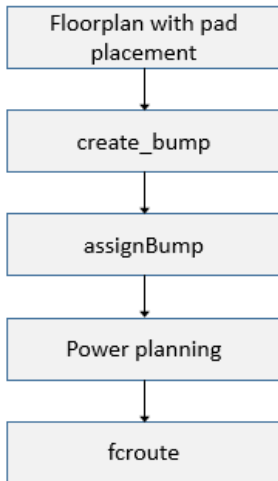 Floorplan with pad
placement
create_bump
assignBump
Power planning
fcroute